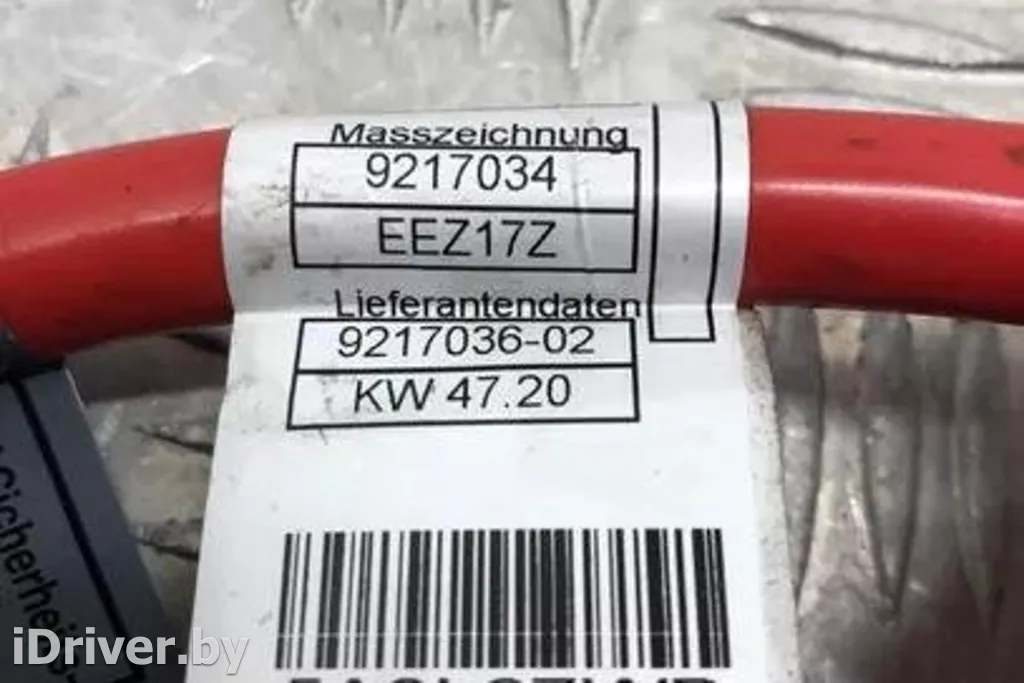 Masszeichnung
9217034
EEZ17Z
Lieferantendaten
9217036-02
KW 47.20
iDriver.by